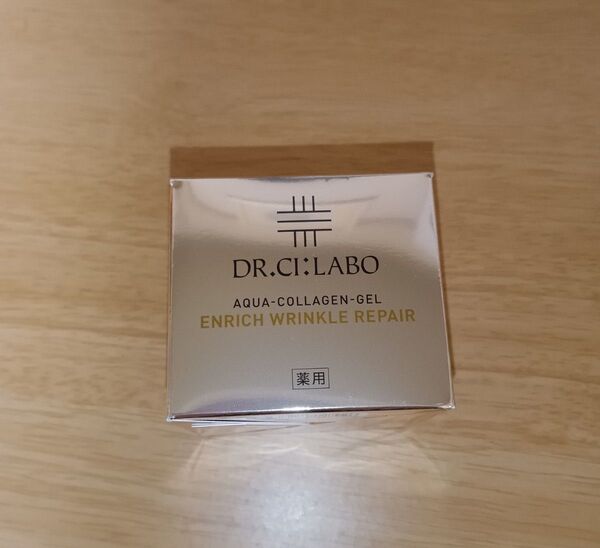 DR.CI:LABO
AQUA-COLLAGEN-GEL
ENRICH WRINKLE REPAIR
薬用